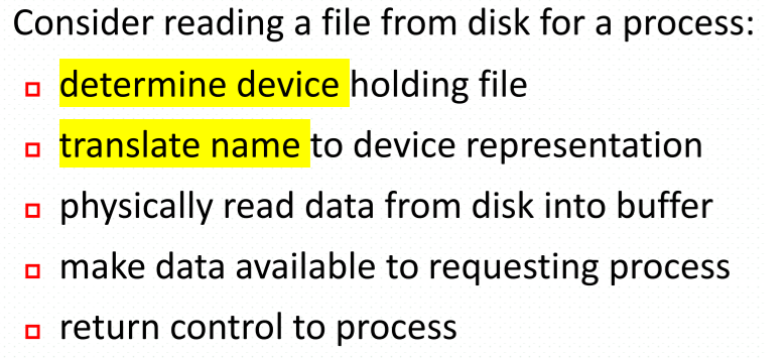 Consider reading a file from disk for a process:
determine device holding file
translate name to device representation
physically read data from disk into buffer
make data available to requesting process
return control to process